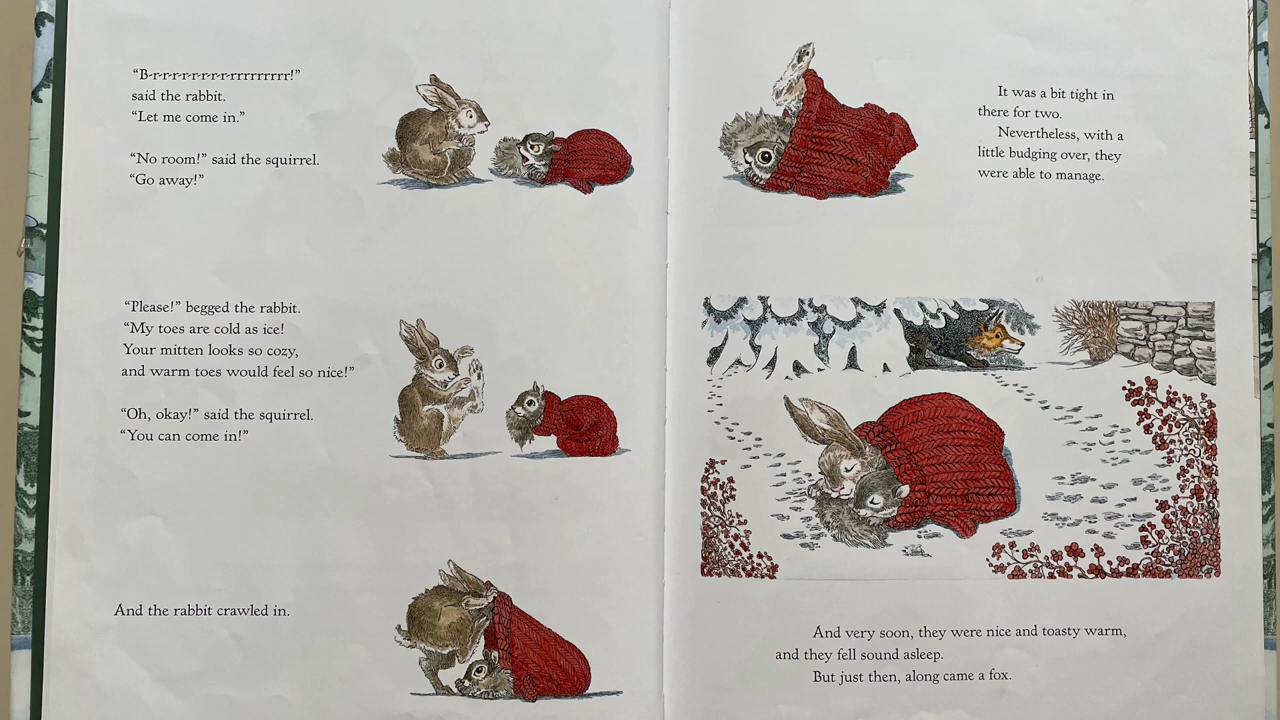 “B-r-r-r-r-r-r-r-rrrrrrrrr!”
said the rabbit.
“Let me come in.”
“No room!” said the squirrel.
“Go away!”
“Please!” begged the rabbit.
“My toes are cold as ice!
Your mitten looks so cozy,
and warm toes would feel so nice!”
“Oh, okay!” said the squirrel.
“You can come in!”
And the rabbit crawled in.
It was a bit tight in
there for two.
Nevertheless, with a
little budging over, they
were able to manage.
And very soon, they were nice and toasty warm,
and they fell sound asleep.
But just then, along came a fox.